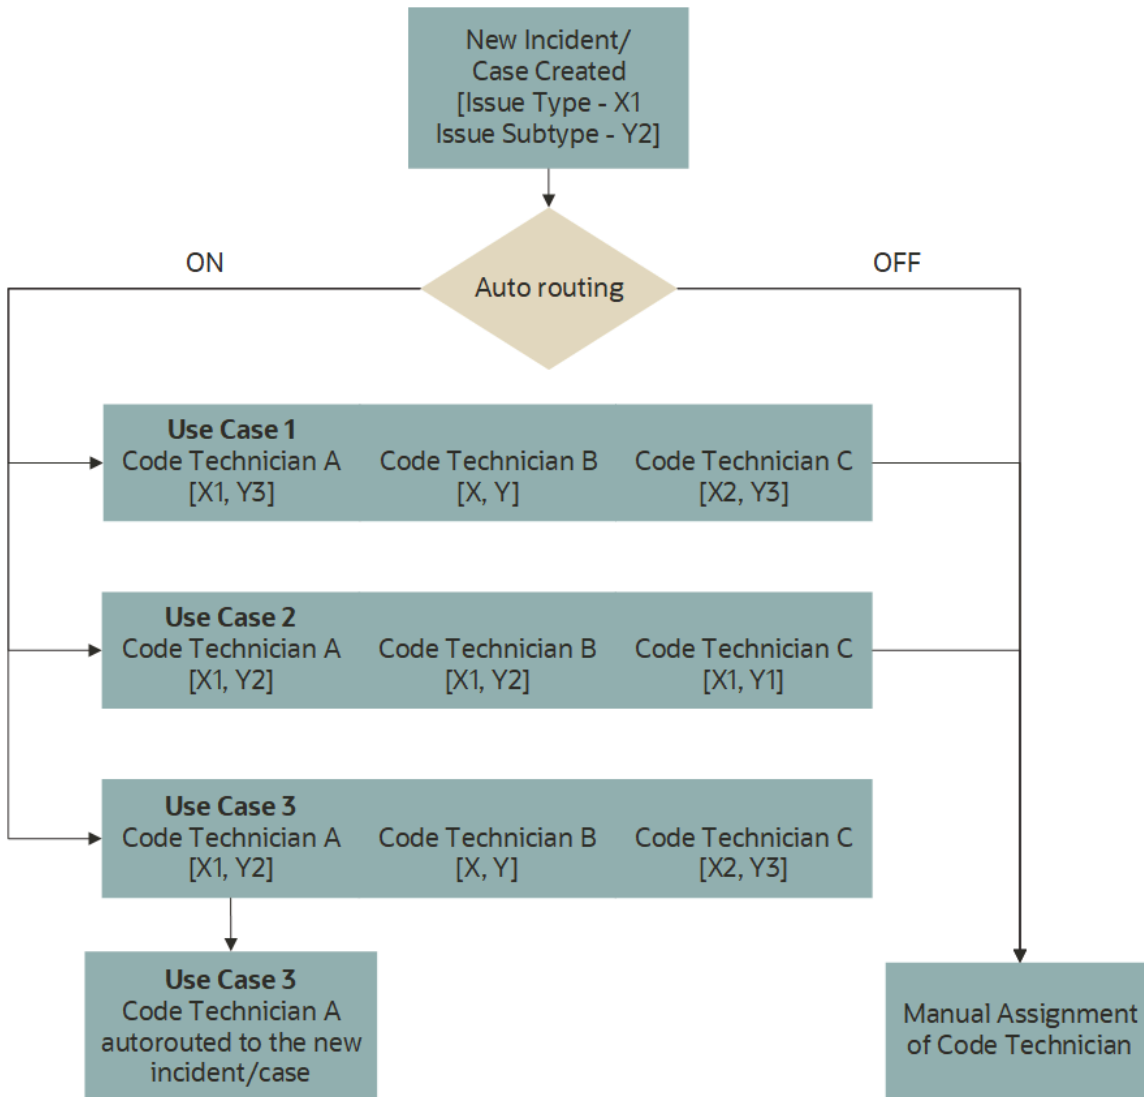 New Incident/
Case Created
[Issue Type - X1
Issue Subtype - Y2]
ON
OFF
Auto routing
Use Case 1
Code Technician A
[X1, Y3]
Code Technician B
[X, Y]
Code Technician C
[X2, Y3]
Use Case 2
Code Technician A
[X1, Y2]
Code Technician B
[X1, Y2]
Code Technician C
[X1, Y1]
Use Case 3
Code Technician A
[X1, Y2]
Code Technician B
[X, Y]
Code Technician C
[X2, Y3]
Use Case 3
Code Technician A
autorouted to the new
incident/case
Manual Assignment
of Code Technician